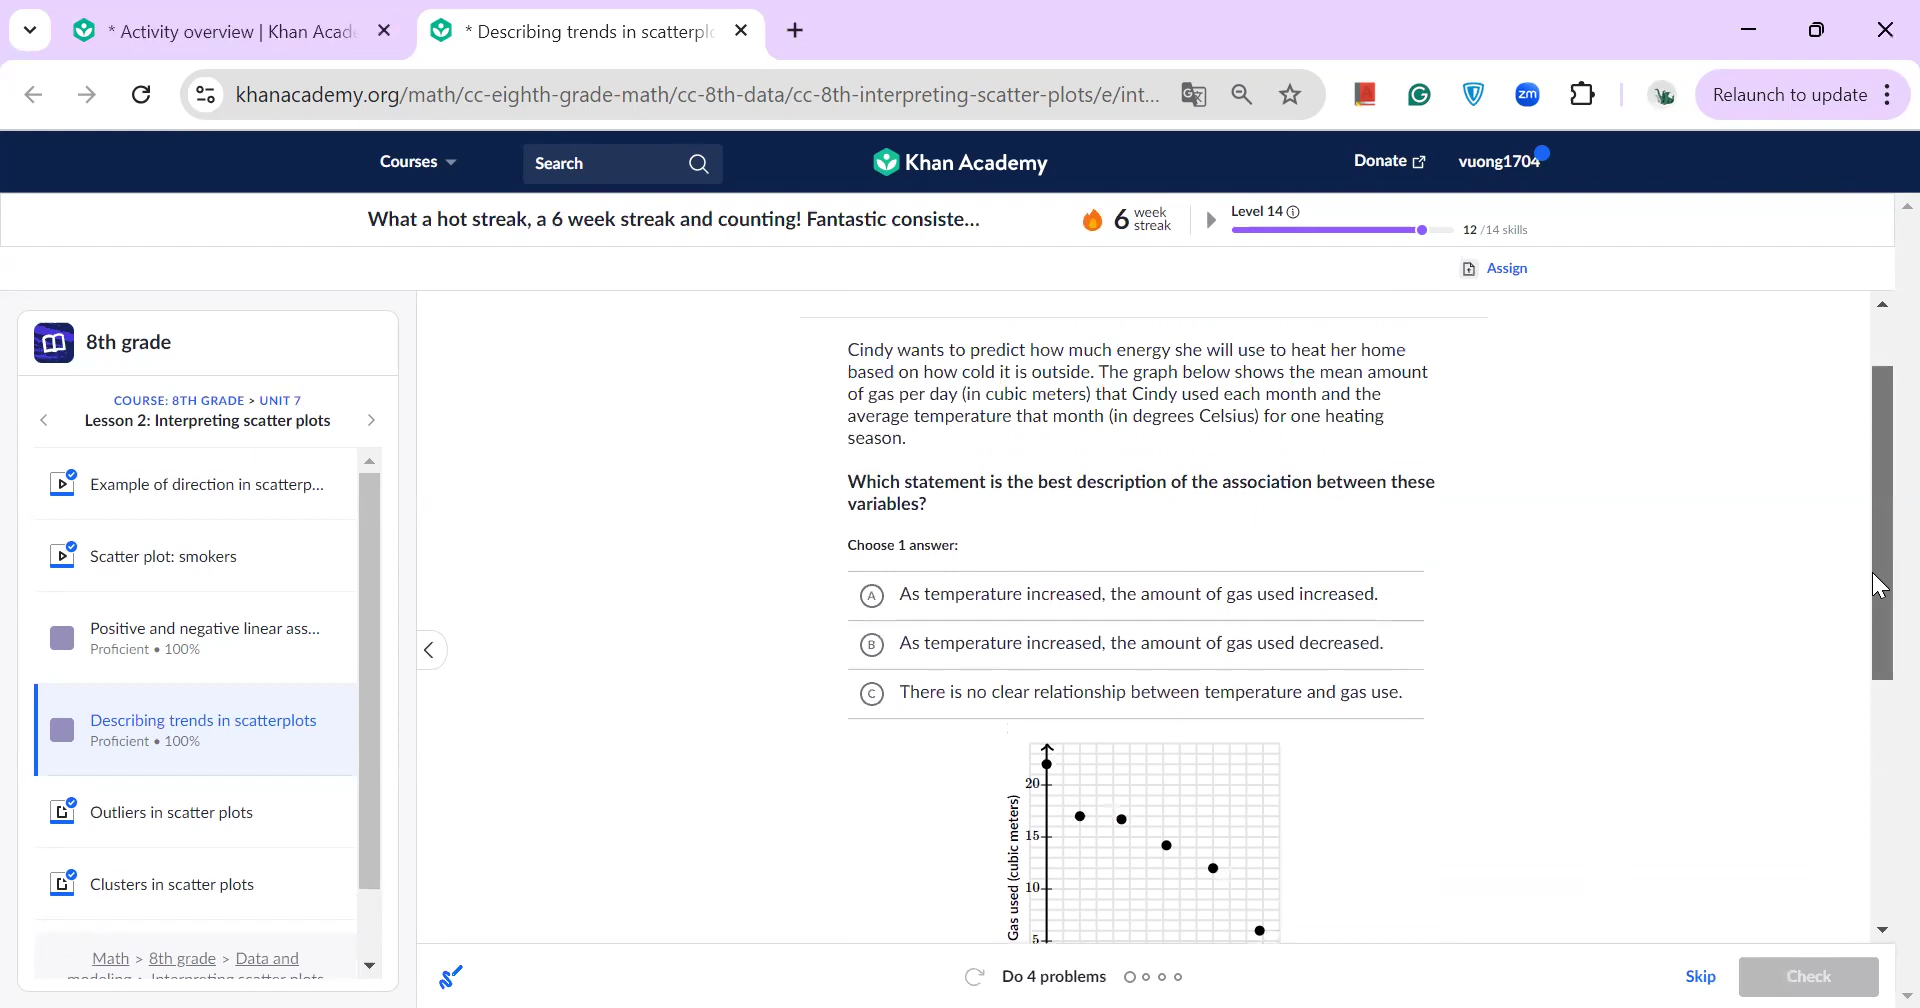 * Activity overview | Khan Acade
* Describing trends in scatterplo
khanacademy.org/math/cc-eighth-grade-math/cc-8th-data/cc-8th-interpreting-scatter-plots/e/int...
zm
Relaunch to update
Courses
Search
Khan Academy
Donate
vuong1704
What a hot streak, a 6 week streak and counting! Fantastic consiste...
6 week streak
Level 14
12 /14 skills
Assign
8th grade
COURSE: 8TH GRADE > UNIT 7
Lesson 2: Interpreting scatter plots
Example of direction in scatterp...
Scatter plot: smokers
Positive and negative linear ass...
Proficient • 100%
Describing trends in scatterplots
Proficient • 100%
Outliers in scatter plots
Clusters in scatter plots
Math > 8th grade > Data and
modeling > Interpreting scatter plots
Cindy wants to predict how much energy she will use to heat her home
based on how cold it is outside. The graph below shows the mean amount
of gas per day (in cubic meters) that Cindy used each month and the
average temperature that month (in degrees Celsius) for one heating
season.
Which statement is the best description of the association between these
variables?
Choose 1 answer:
A As temperature increased, the amount of gas used increased.
B As temperature increased, the amount of gas used decreased.
C There is no clear relationship between temperature and gas use.
Gas used (cubic meters)
20
15
10
5
Do 4 problems
Skip
Check